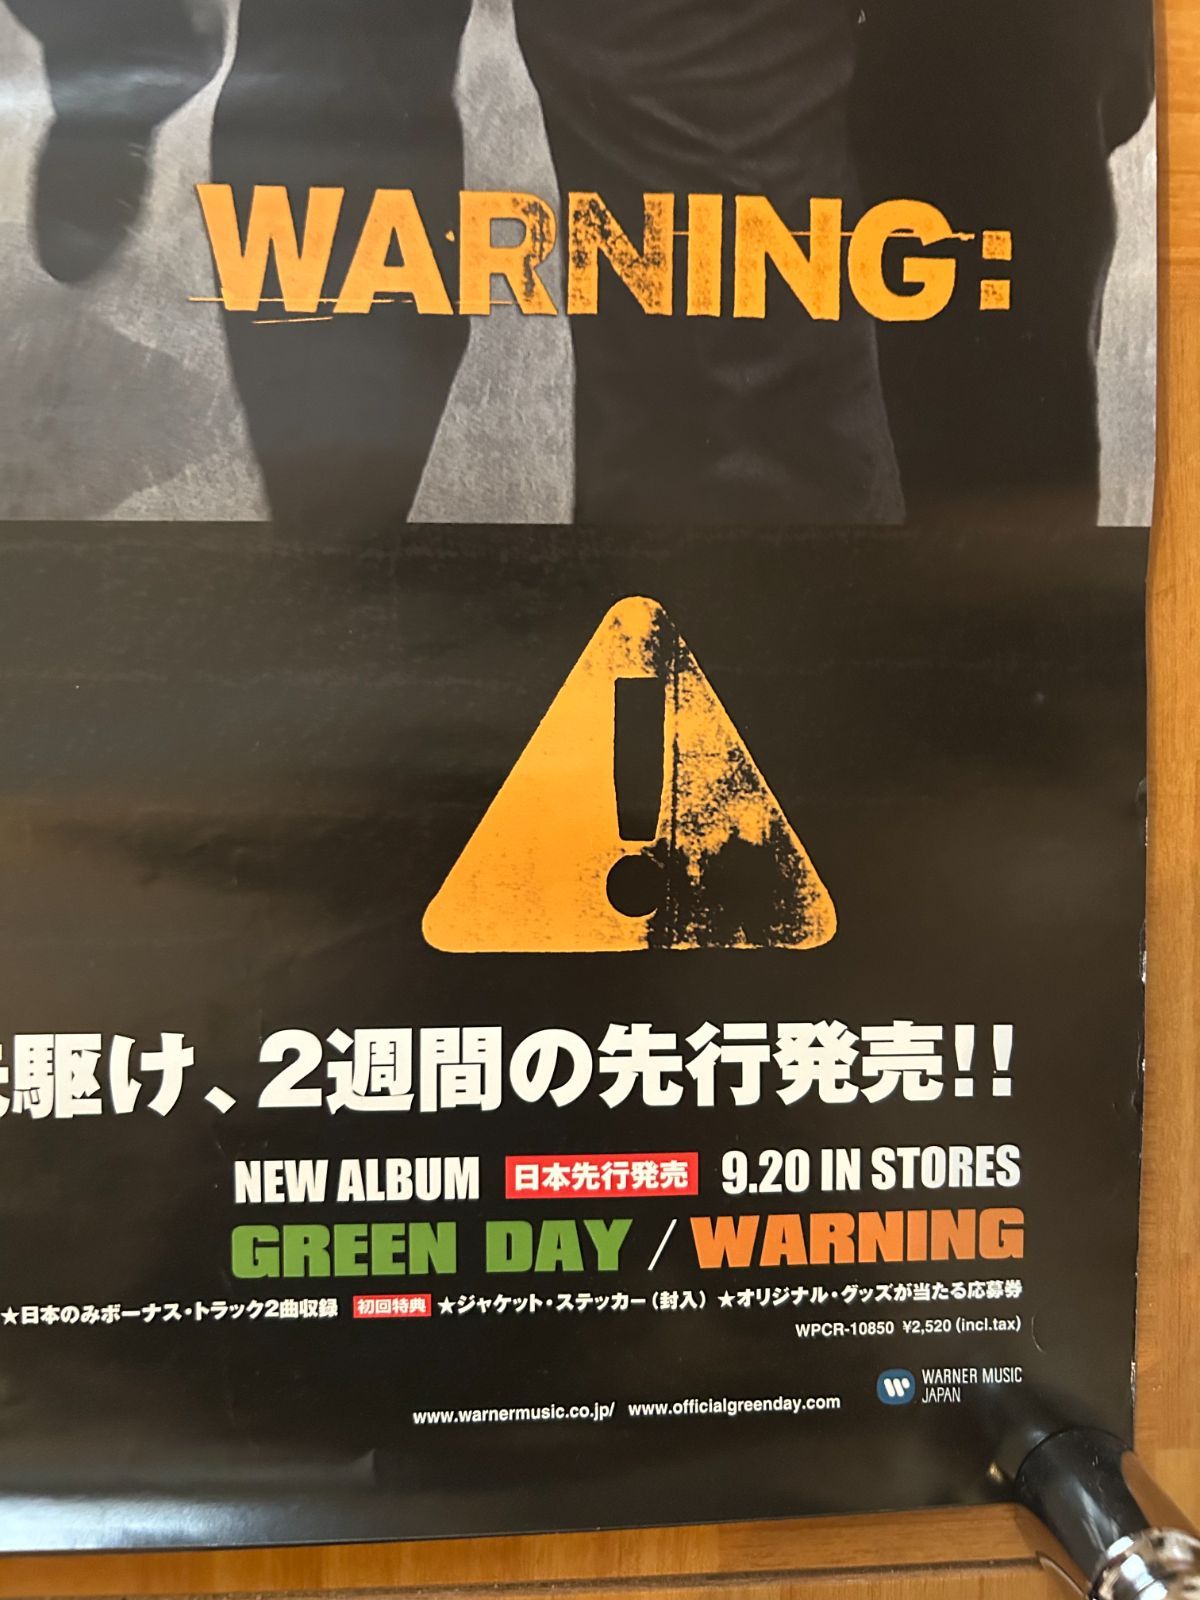 WARNING:
駆け、2週間の先行発売!!
NEW ALBUM 日本先行発売 9.20 IN STORES
GREEN DAY / WARNING
★日本のみボーナス・トラック2曲収録 初回特典 ★ジャケット・ステッカー(封入) ★オリジナル・グッズが当たる応募券
WPCR-10850 ¥2,520 (incl.tax)
WARNER MUSIC
JAPAN
www.warnermusic.co.jp/ www.officialgreenday.com